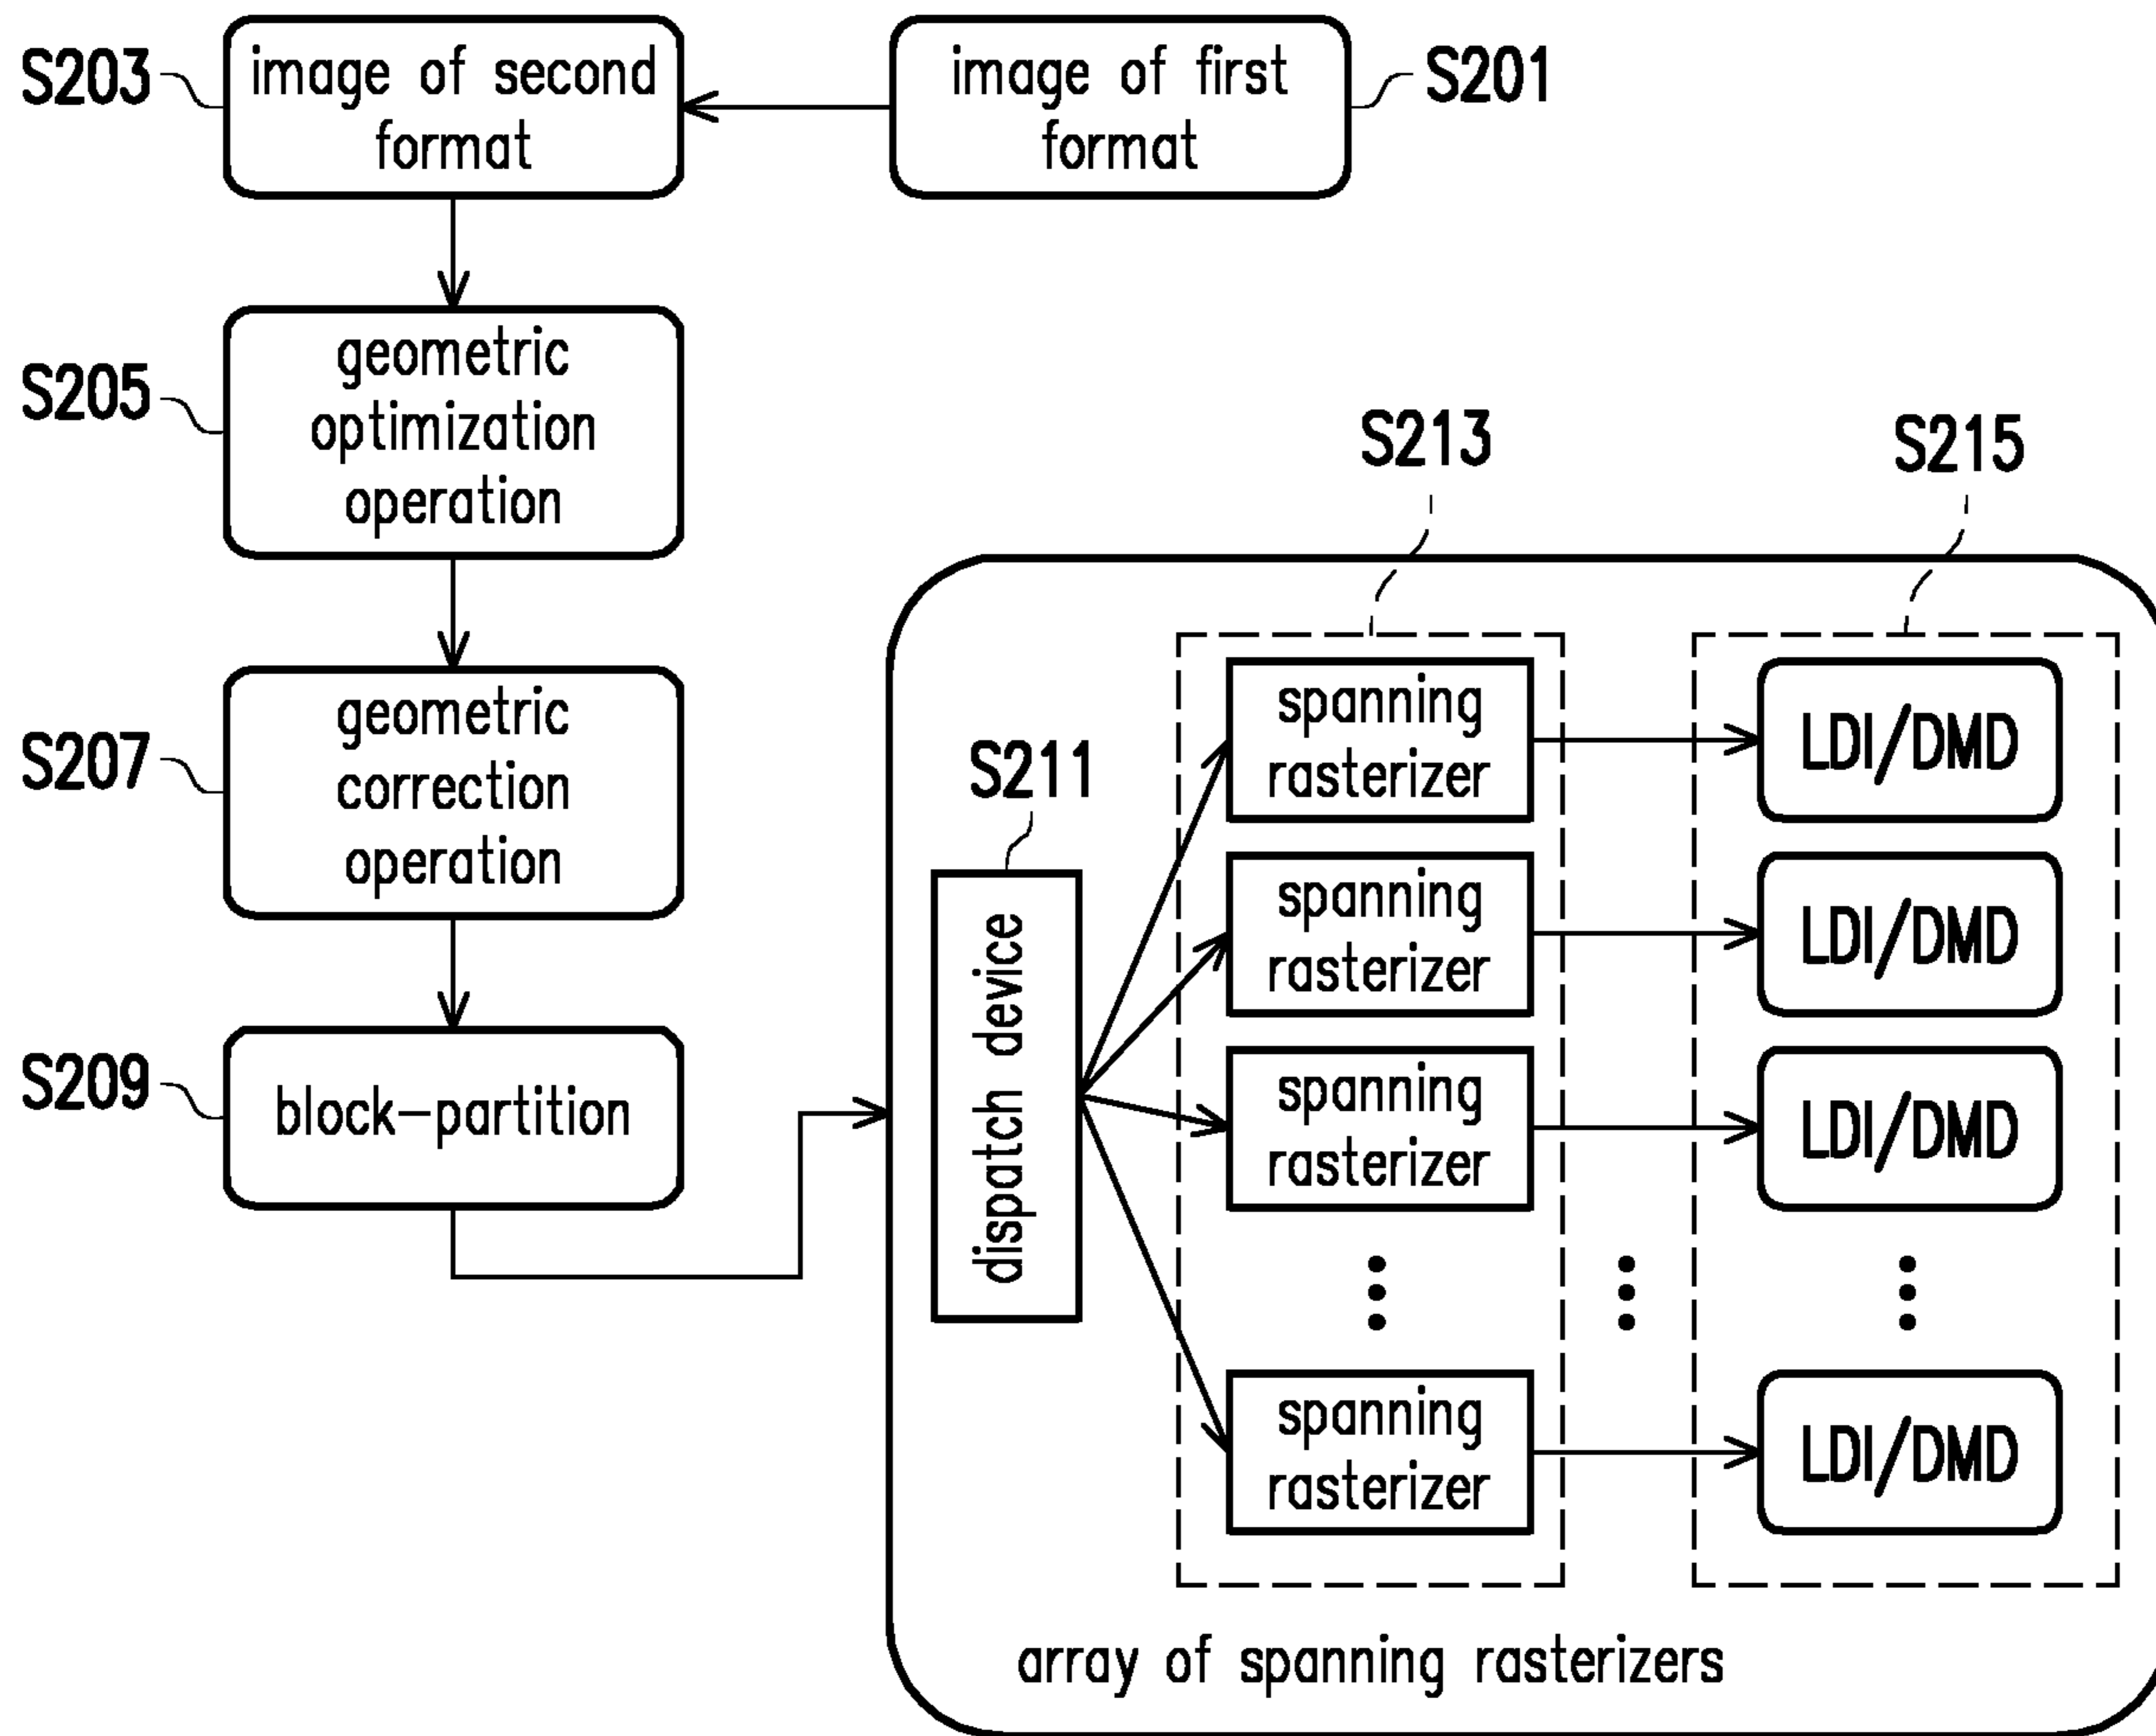 S203
image of second
format
image of first
format
S201
S205
geometric
optimization
operation
S207
geometric
correction
operation
S209
block-partition
S211
dispatch device
S213
S215
spanning
rasterizer
LDI/DMD
spanning
rasterizer
LDI/DMD
spanning
rasterizer
LDI/DMD
spanning
rasterizer
LDI/DMD
array of spanning rasterizers